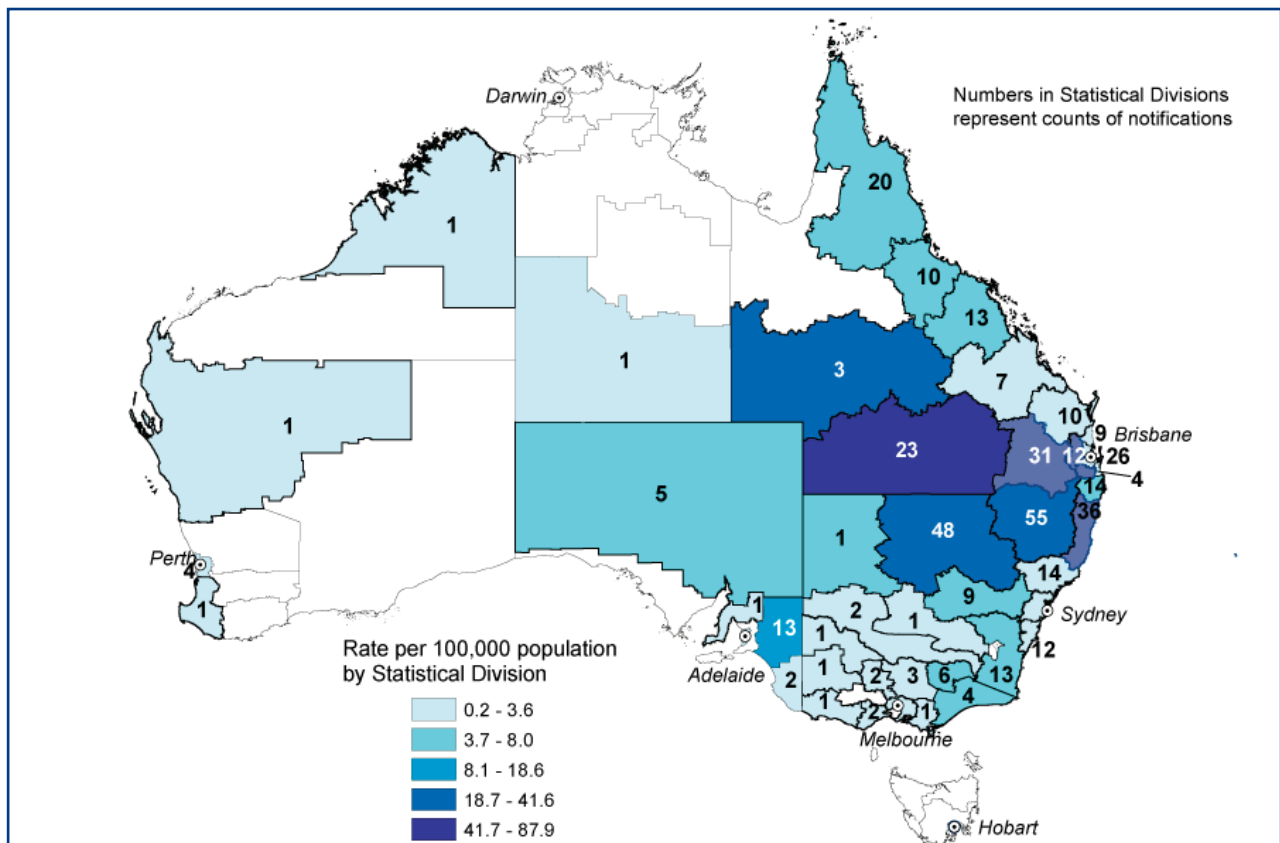 Darwin
Numbers in Statistical Divisions
represent counts of notifications
20
1
10
13
3
7
1
10
1
9
Brisbane
23
31
12
26
4
14
5
36
1
48
55
Perth
4
14
1
9
1
2
1
Sydney
13
1
12
Rate per 100,000 population
by Statistical Division
Adelaide
2
1
2
3
6
13
4
1
2
1
0.2 - 3.6
Melbourne
3.7 - 8.0
8.1 - 18.6
18.7 - 41.6
41.7 - 87.9
Hobart